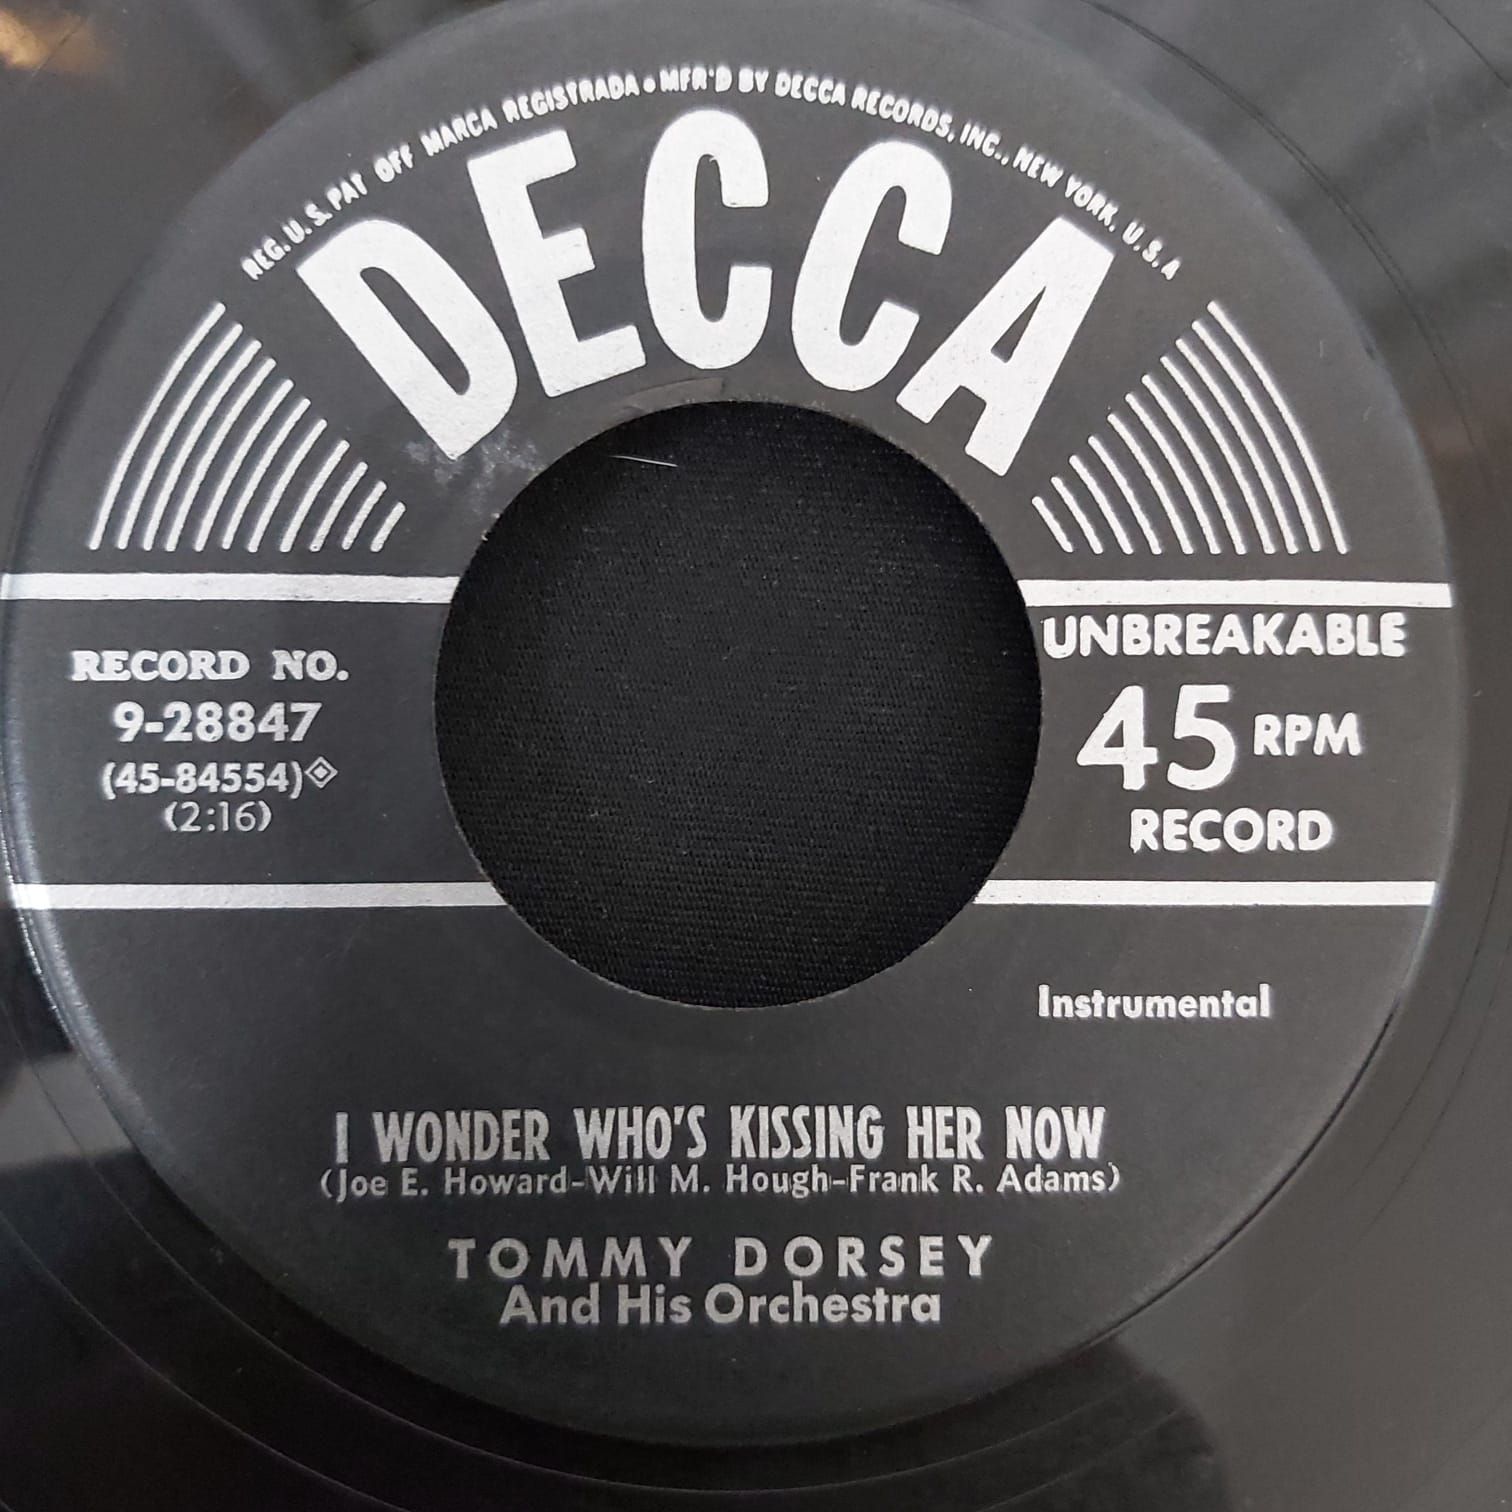 REG. U.S. PAT OFF MARCA REGISTRADA • MFR'D BY DECCA RECORDS, INC., NEW YORK, U.S.A
DECCA
RECORD NO.
9-28847
(45-84554)
(2:16)
UNBREAKABLE
45 RPM
RECORD
Instrumental
I WONDER WHO'S KISSING HER NOW
(Joe E. Howard-Will M. Hough-Frank R. Adams)
TOMMY DORSEY
And His Orchestra